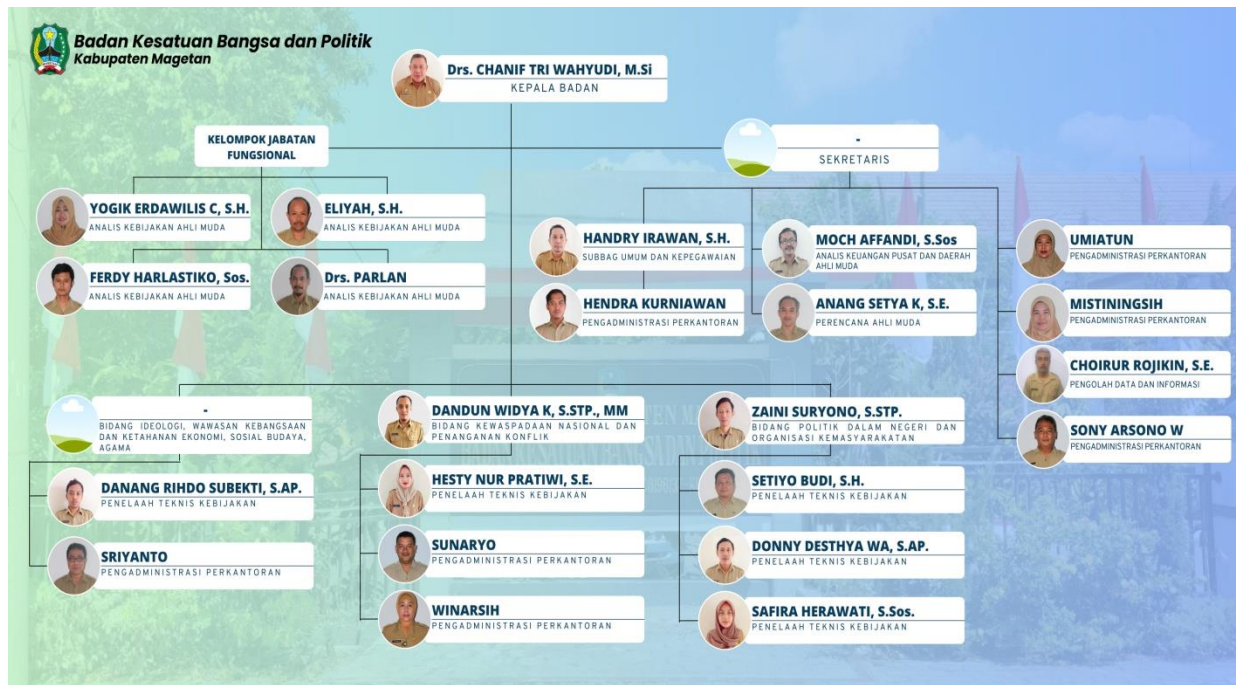 Badan Kesatuan Bangsa dan Politik
Kabupaten Magetan
Drs. CHANIF TRI WAHYUDI, M.Si
KEPALA BADAN
KELOMPOK JABATAN
FUNGSIONAL
-
SEKRETARIS
YOGIK ERDAWILIS C, S.H.
ANALIS KEBIJAKAN AHLI MUDA
ELIYAH, S.H.
ANALIS KEBIJAKAN AHLI MUDA
FERDY HARLASTIKO, Sos.
ANALIS KEBIJAKAN AHLI MUDA
Drs. PARLAN
ANALIS KEBIJAKAN AHLI MUDA
HANDRY IRAWAN, S.H.
SUBBAG UMUM DAN KEPEGAWAIAN
MOCH AFFANDI, S.Sos
ANALIS KEUANGAN PUSAT DAN DAERAH
AHLI MUDA
UMIATUN
PENGADMINISTRASI PERKANTORAN
HENDRA KURNIAWAN
PENGADMINISTRASI PERKANTORAN
ANANG SETYA K, S.E.
PERENCANA AHLI MUDA
MISTININGSIH
PENGADMINISTRASI PERKANTORAN
CHOIRUR ROJIKIN, S.E.
PENGOLAH DATA DAN INFORMASI
SONY ARSONO W
PENGADMINISTRASI PERKANTORAN
-
BIDANG IDEOLOGI, WAWASAN KEBANGSAAN
DAN KETAHANAN EKONOMI, SOSIAL BUDAYA,
AGAMA
DANANG RIHDO SUBEKTI, S.AP.
PENELAAH TEKNIS KEBIJAKAN
SRIYANTO
PENGADMINISTRASI PERKANTORAN
DANDUN WIDYA K, S.STP., MM
BIDANG KEWASPADAAN NASIONAL DAN
PENANGANAN KONFLIK
HESTY NUR PRATIWI, S.E.
PENELAAH TEKNIS KEBIJAKAN
SUNARYO
PENGADMINISTRASI PERKANTORAN
WINARSIH
PENGADMINISTRASI PERKANTORAN
ZAINI SURYONO, S.STP.
BIDANG POLITIK DALAM NEGERI DAN
ORGANISASI KEMASYARAKATAN
SETIYO BUDI, S.H.
PENELAAH TEKNIS KEBIJAKAN
DONNY DESTHYA WA, S.AP.
PENELAAH TEKNIS KEBIJAKAN
SAFIRA HERAWATI, S.Sos.
PENELAAH TEKNIS KEBIJAKAN